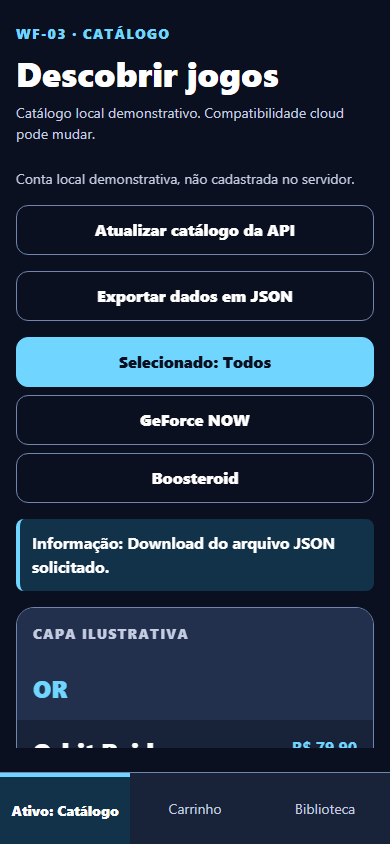 WF-03 · CATÁLOGO
Descobrir jogos
Catálogo local demonstrativo. Compatibilidade cloud
pode mudar.
Conta local demonstrativa, não cadastrada no servidor.
Atualizar catálogo da API
Exportar dados em JSON
Selecionado: Todos
GeForce NOW
Boosteroid
Informação: Download do arquivo JSON
solicitado.
CAPA ILUSTRATIVA
OR
R$ 79,90
Ativo: Catálogo
Carrinho
Biblioteca